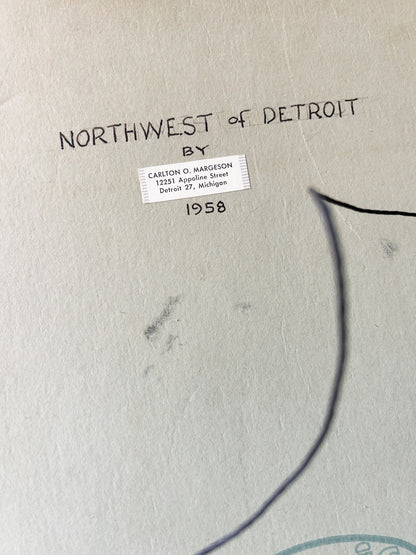 NORTHWEST of DETROIT
BY
CARLTON O. MARGESON
12251 Appoline Street
Detroit 27, Michigan
1958